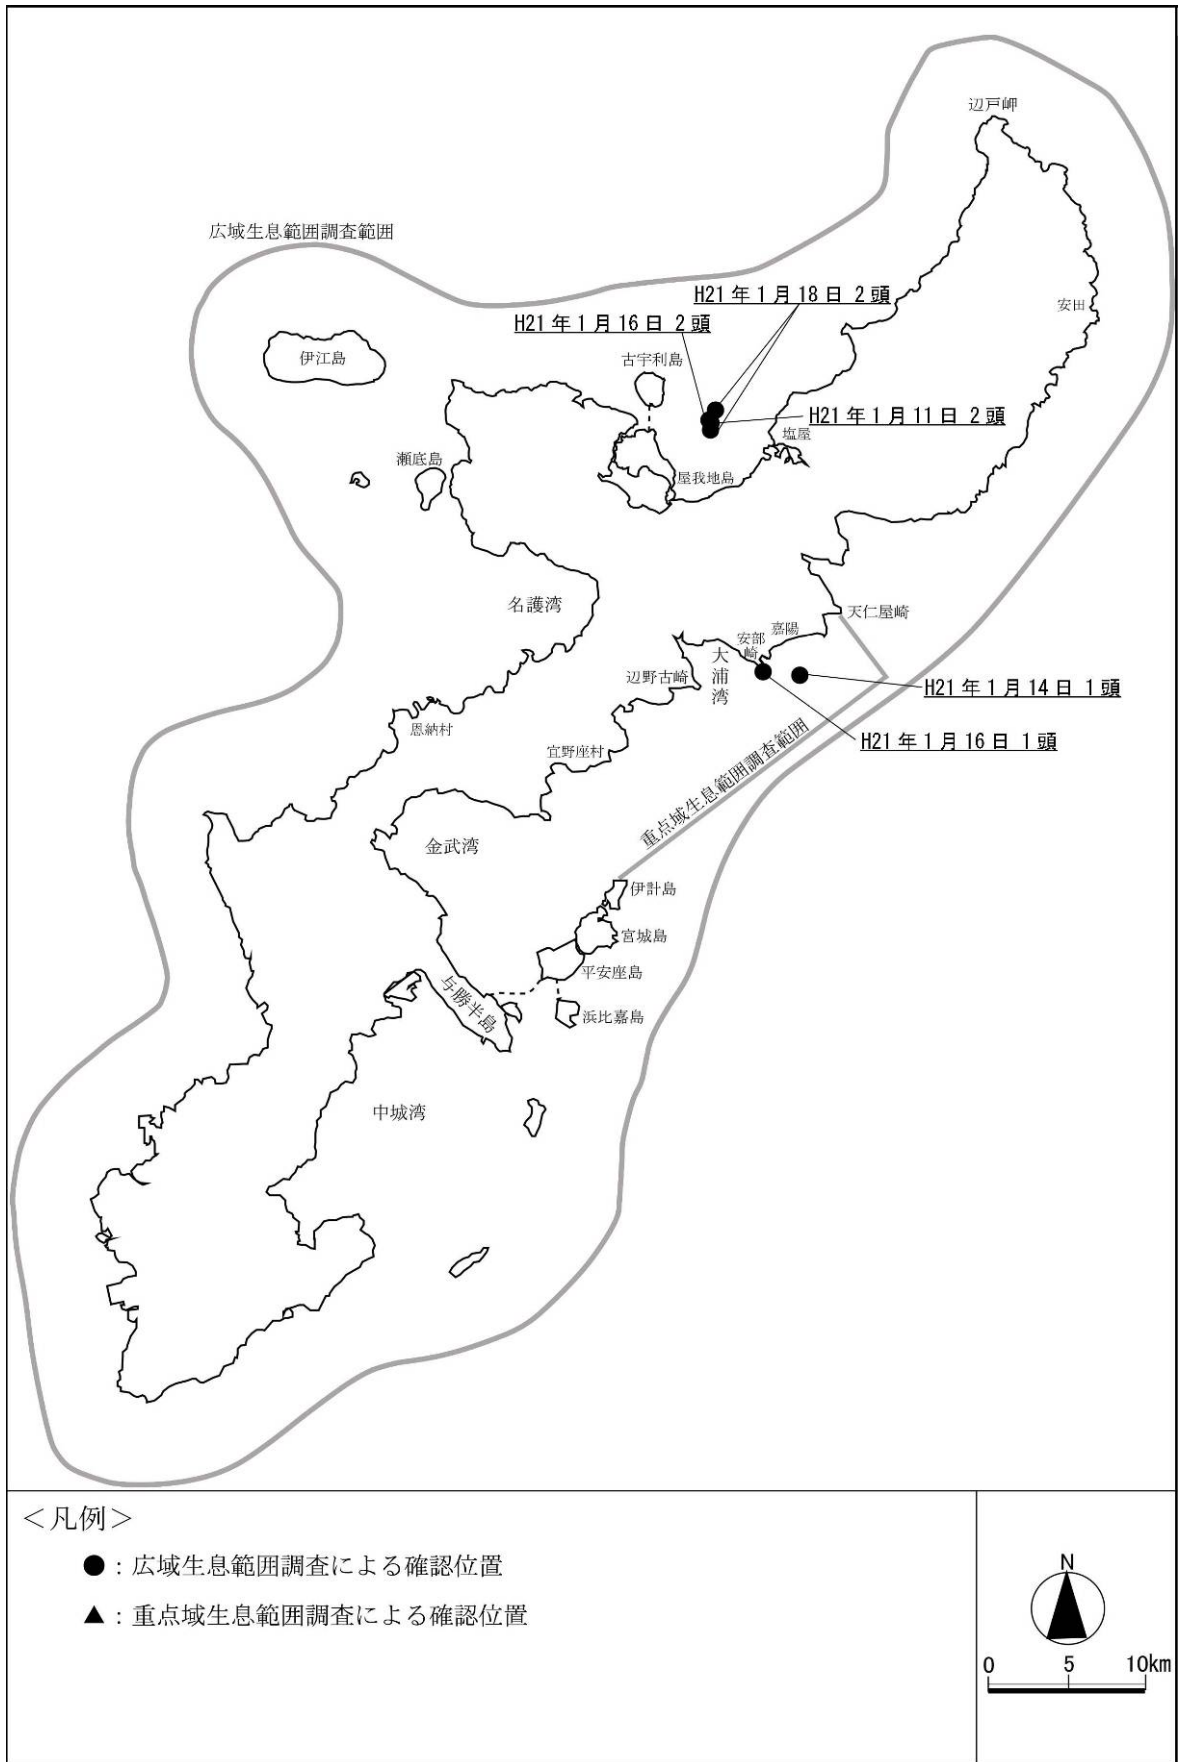 辺戸岬
広域生息範囲調査範囲
H21年1月18日 2頭
安田
H21年1月16日 2頭
伊江島
古宇利島
H21年1月11日 2頭
塩屋
瀬底島
屋我地島
名護湾
天仁屋崎
嘉陽
安部
崎
大浦湾
辺野古崎
H21年1月14日 1頭
恩納村
H21年1月16日 1頭
宜野座村
重点域生息範囲調査範囲
金武湾
伊計島
宮城島
平安座島
与勝半島
浜比嘉島
中城湾
<凡例>
●:広域生息範囲調査による確認位置
▲:重点域生息範囲調査による確認位置
N
0 5 10km